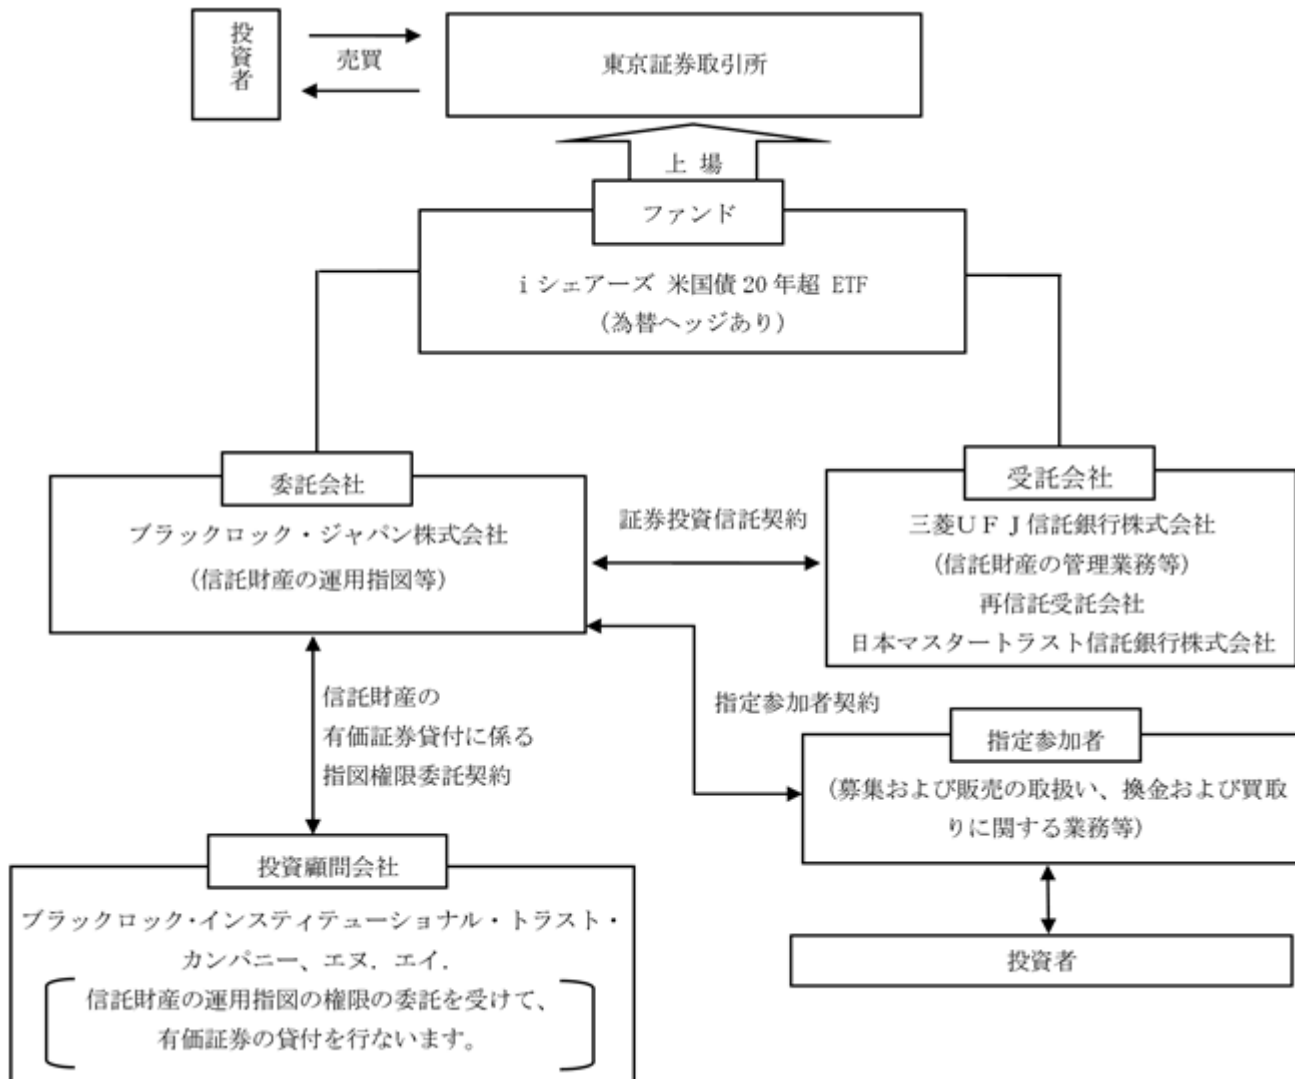 投資者
売買
東京証券取引所
上 場
ファンド
i シェアーズ 米国債 20 年超 ETF
（為替ヘッジあり）
委託会社
ブラックロック・ジャパン株式会社
（信託財産の運用指図等）
証券投資信託契約
受託会社
三菱ＵＦＪ信託銀行株式会社
（信託財産の管理業務等）
再信託受託会社
日本マスタートラスト信託銀行株式会社
信託財産の
有価証券貸付に係る
指図権限委託契約
指定参加者契約
指定参加者
（募集および販売の取扱い、換金および買取
りに関する業務等）
投資者
投資顧問会社
ブラックロック・インスティテューショナル・トラスト・
カンパニー、エヌ．エイ．
信託財産の運用指図の権限の委託を受けて、
有価証券の貸付を行ないます。